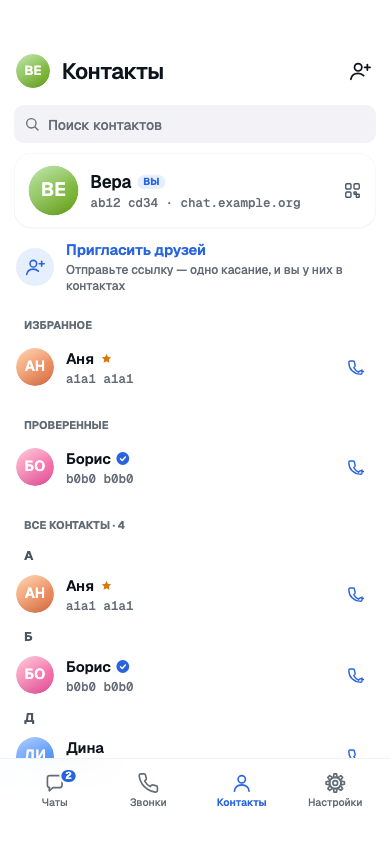 ВЕ Контакты
Поиск контактов
ВЕ
Вера ВЫ
ab12 cd34 · chat.example.org
Пригласить друзей
Отправьте ссылку — одно касание, и вы у них в
контактах
ИЗБРАННОЕ
АН Аня
a1a1 a1a1
ПРОВЕРЕННЫЕ
БО Борис
b0b0 b0b0
ВСЕ КОНТАКТЫ · 4
А
АН Аня
a1a1 a1a1
Б
БО Борис
b0b0 b0b0
Д
ДИ Дина
2
Чаты Звонки Контакты Настройки